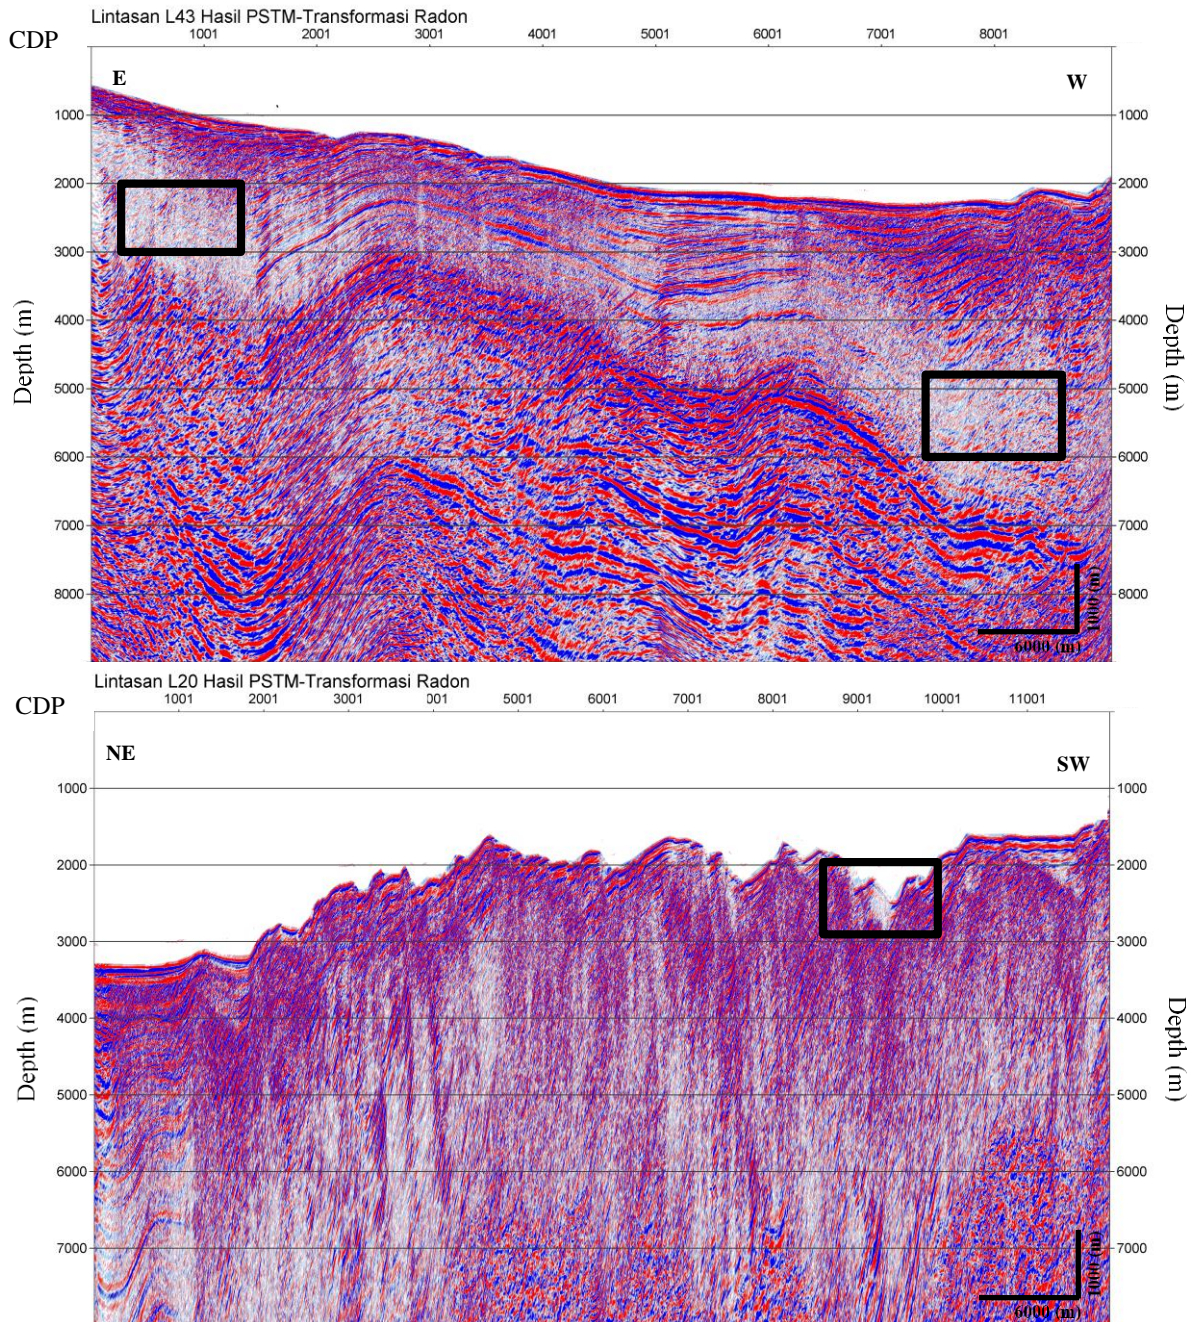 Lintasan L43 Hasil PSTM-Transformasi Radon
CDP
1001 2001 3001 4001 5001 6001 7001 8001
E W
1000 1000
2000 2000
3000 3000
4000 4000
5000 5000
6000 6000
7000 7000
8000 8000
Depth (m)
Depth (m)
1000 (m)
6000 (m)
Lintasan L20 Hasil PSTM-Transformasi Radon
CDP
1001 2001 3001 001 5001 6001 7001 8001 9001 10001 11001
NE SW
1000 1000
2000 2000
3000 3000
4000 4000
5000 5000
6000 6000
7000 7000
Depth (m)
Depth (m)
1000 (m)
6000 (m)